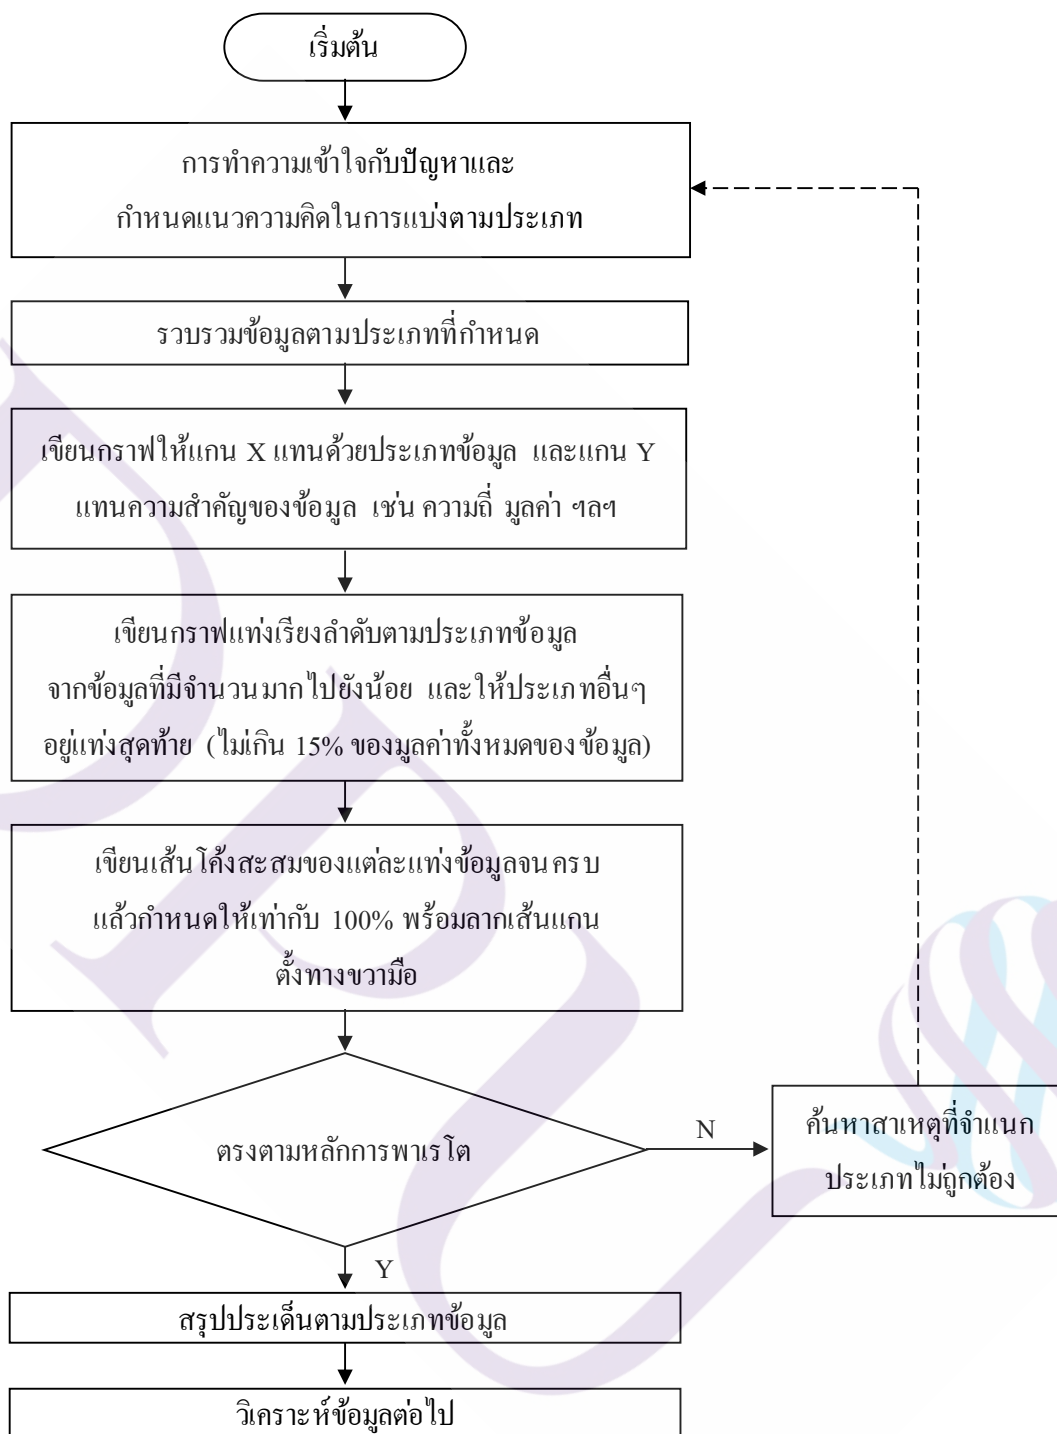 เริ่มต้น
การทำความเข้าใจกับปัญหาและ
กำหนดแนวความคิดในการแบ่งตามประเภท
รวบรวมข้อมูลตามประเภทที่กำหนด
เขียนกราฟให้แกน X แทนด้วยประเภทข้อมูล และแกน Y
แทนความสำคัญของข้อมูล เช่น ความถี่ มูลค่า ฯลฯ
เขียนกราฟแท่งเรียงลำดับตามประเภทข้อมูล
จากข้อมูลที่มีจำนวนมากไปยังน้อย และให้ประเภทอื่นๆ
อยู่แท่งสุดท้าย (ไม่เกิน 15% ของมูลค่าทั้งหมดของข้อมูล)
เขียนเส้นโค้งสะสมของแต่ละแท่งข้อมูลจนครบ
แล้วกำหนดให้เท่ากับ 100% พร้อมลากเส้นแกน
ตั้งทางขวามือ
ตรงตามหลักการพาเรโต
N
ค้นหาสาเหตุที่จำแนก
ประเภทไม่ถูกต้อง
Y
สรุปประเด็นตามประเภทข้อมูล
วิเคราะห์ข้อมูลต่อไป